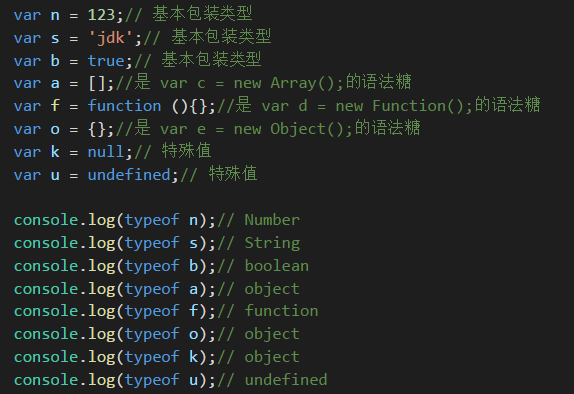 var n = 123;// 基本包装类型
var s = 'jdk';// 基本包装类型
var b = true;// 基本包装类型
var a = [];//是 var c = new Array();的语法糖
var f = function (){};//是 var d = new Function();的语法糖
var o = {};//是 var e = new Object();的语法糖
var k = null;// 特殊值
var u = undefined;// 特殊值
console.log(typeof n);// Number
console.log(typeof s);// String
console.log(typeof b);// boolean
console.log(typeof a);// object
console.log(typeof f);// function
console.log(typeof o);// object
console.log(typeof k);// object
console.log(typeof u);// undefined